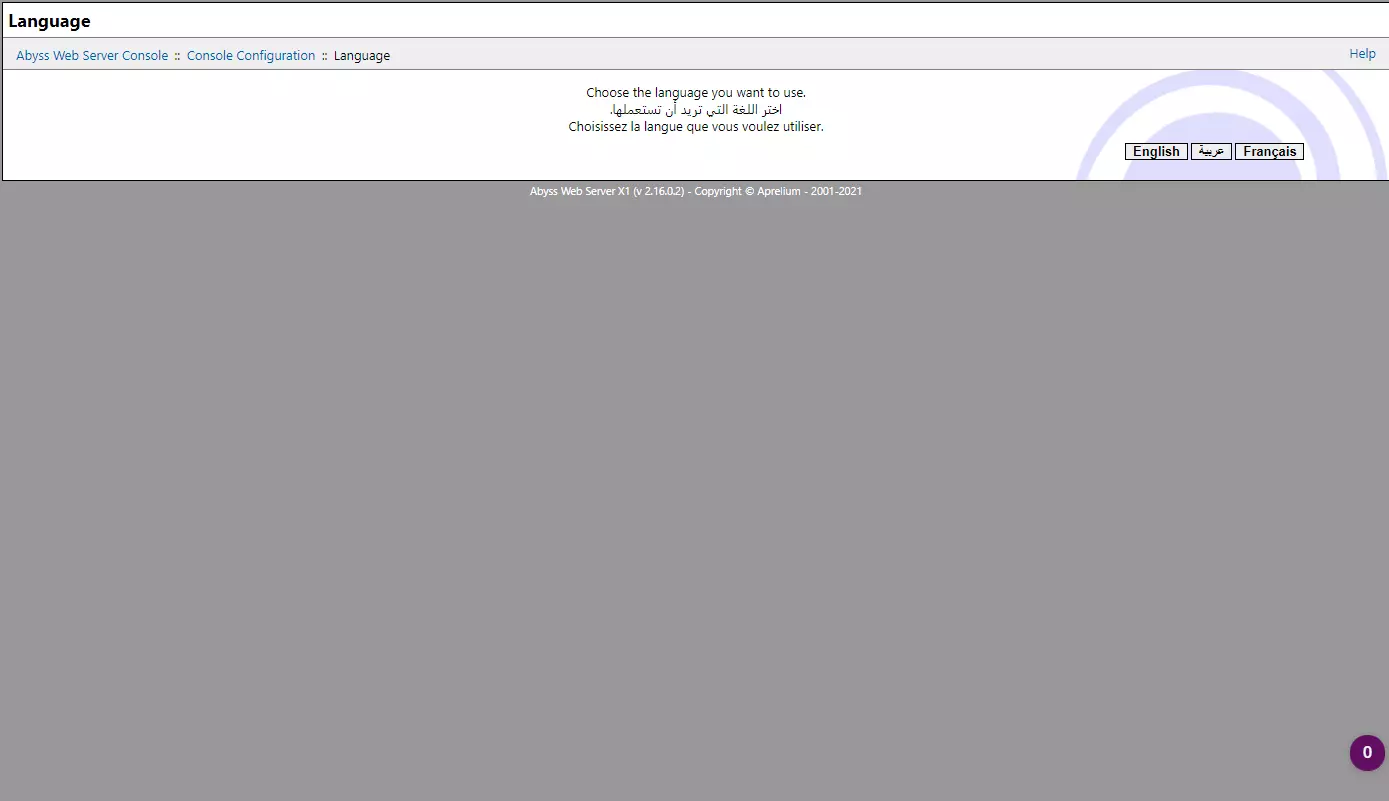 Language
Abyss Web Server Console :: Console Configuration :: Language
Help
Choose the language you want to use.
اختر اللغة التي تريد أن تستعملها.
Choisissez la langue que vous voulez utiliser.
English عربية Français
Abyss Web Server X1 (v 2.16.0.2) - Copyright © Aprelium - 2001-2021
0